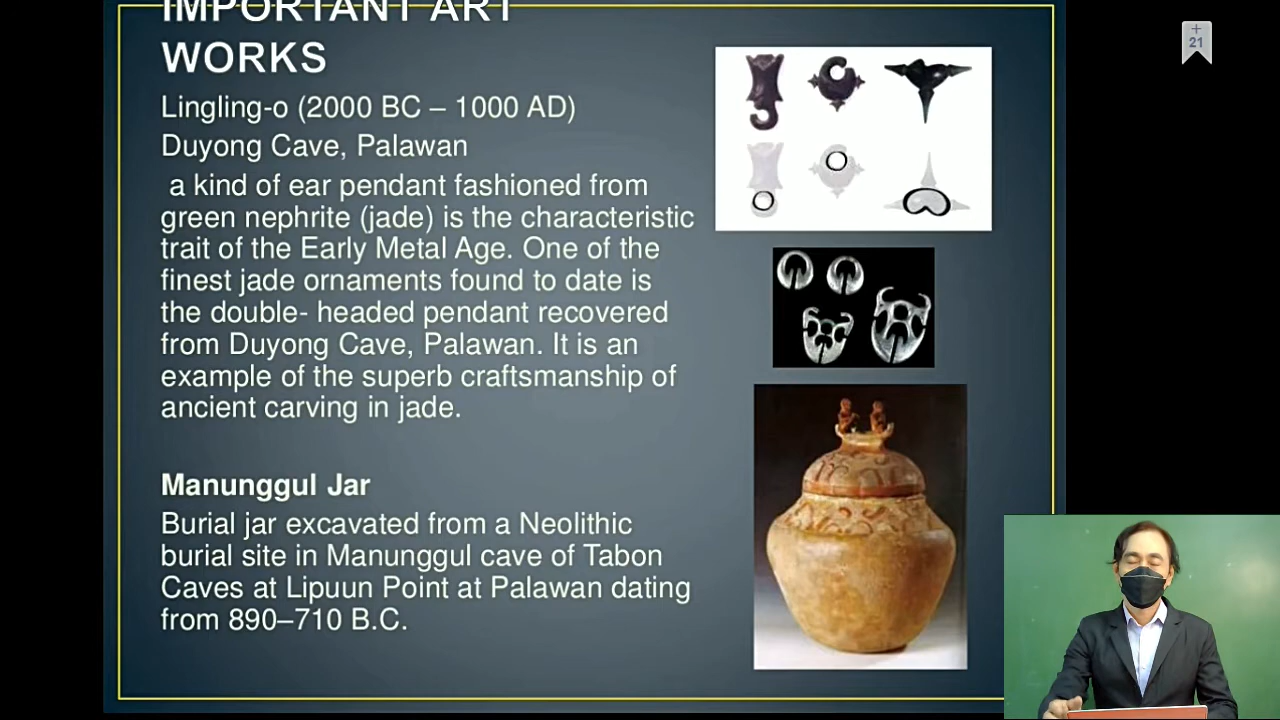 IMPORTANT ART
WORKS
Lingling-o (2000 BC – 1000 AD)
Duyong Cave, Palawan
a kind of ear pendant fashioned from
green nephrite (jade) is the characteristic
trait of the Early Metal Age. One of the
finest jade ornaments found to date is
the double- headed pendant recovered
from Duyong Cave, Palawan. It is an
example of the superb craftsmanship of
ancient carving in jade.
Manunggul Jar
Burial jar excavated from a Neolithic
burial site in Manunggul cave of Tabon
Caves at Lipuun Point at Palawan dating
from 890–710 B.C.
+
21